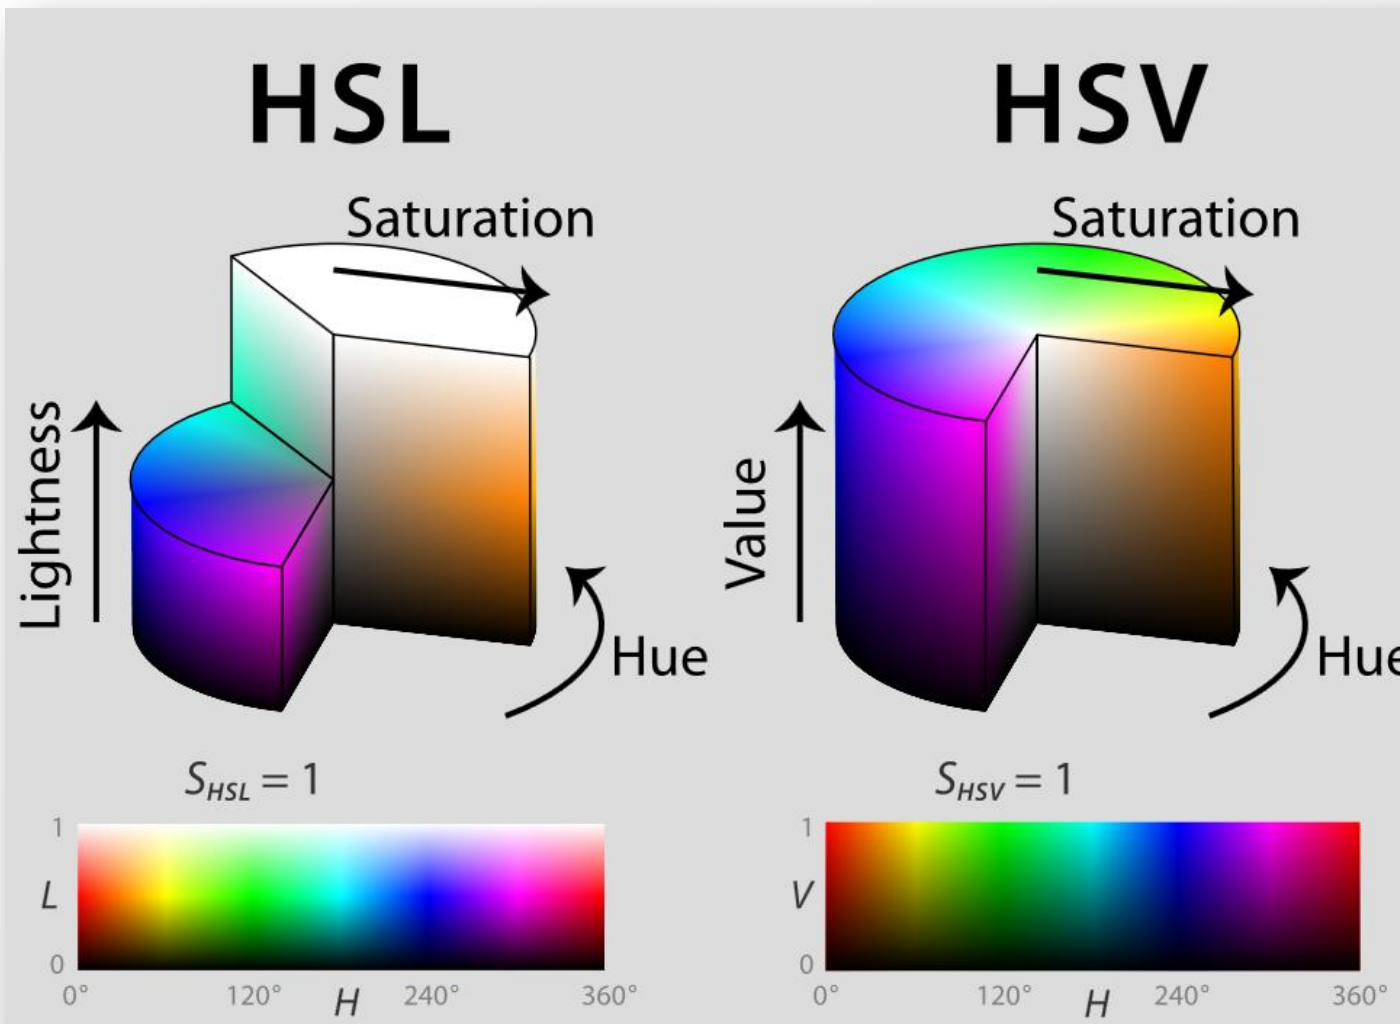 HSL
Saturation
Lightness
Hue
S_HSL = 1
1
L
0
0° 120° H 240° 360°
HSV
Saturation
Value
Hue
S_HSV = 1
1
V
0
0° 120° H 240° 360°